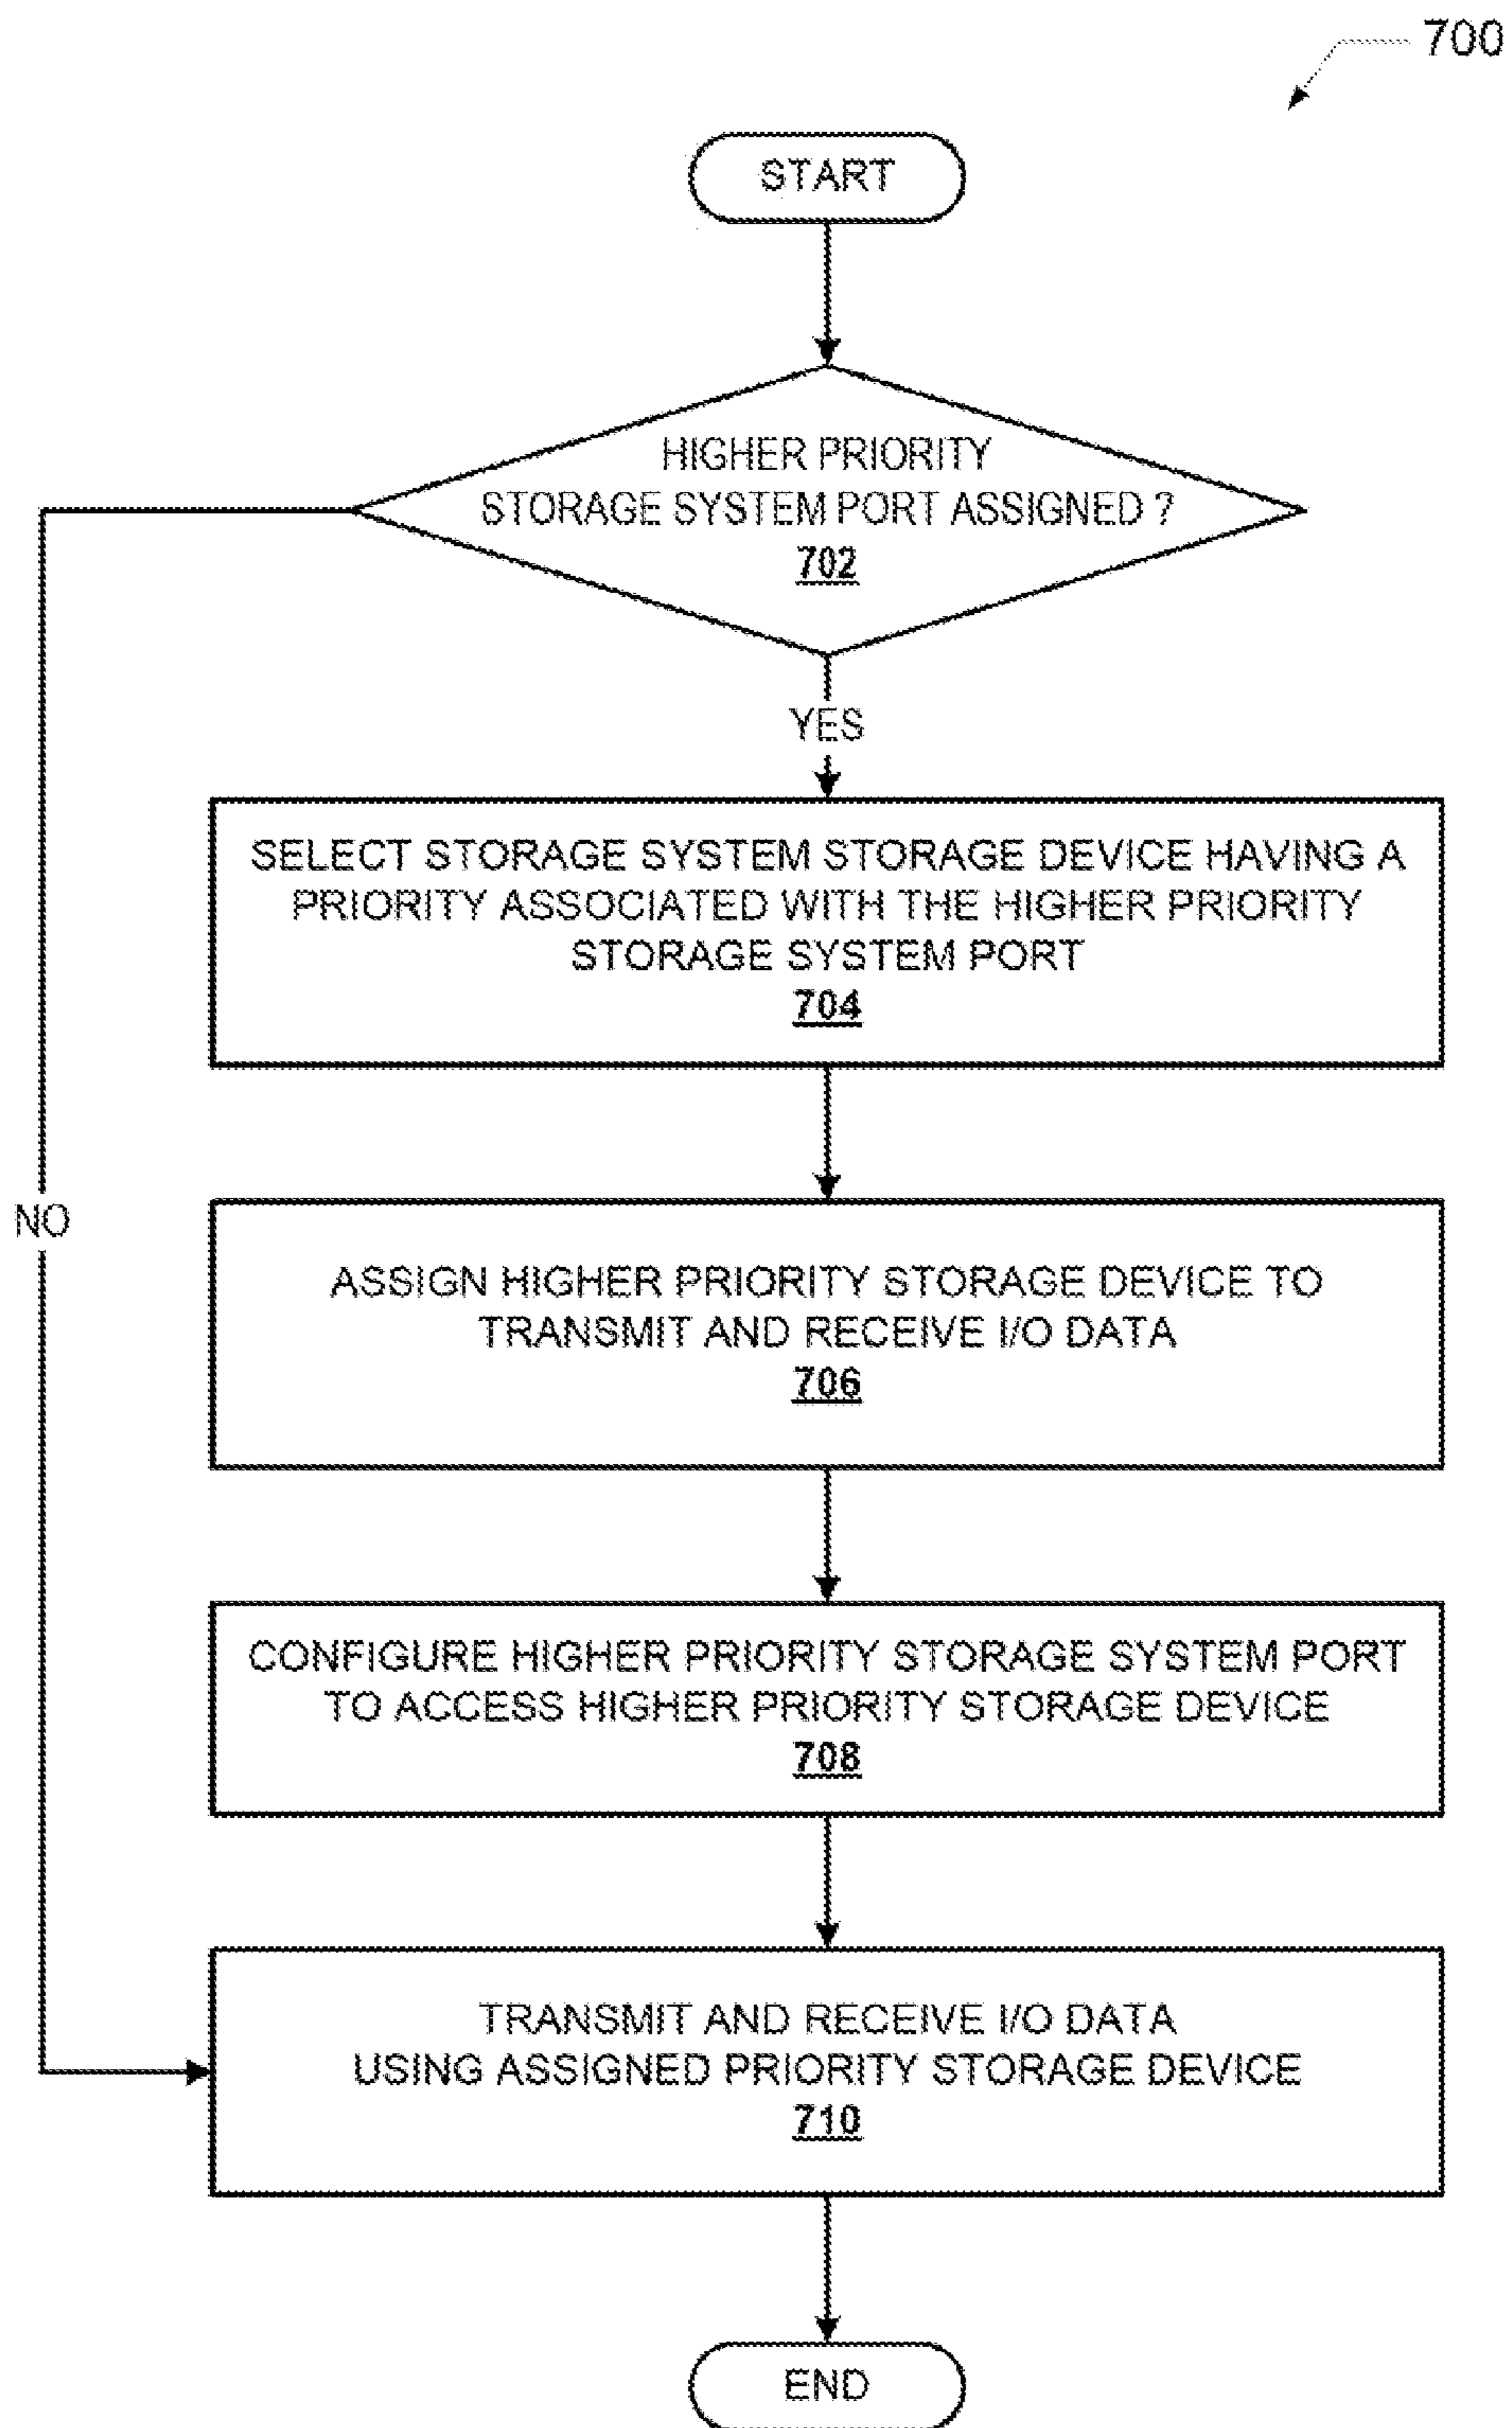 700
START
HIGHER PRIORITY
STORAGE SYSTEM PORT ASSIGNED ?
702
YES
SELECT STORAGE SYSTEM STORAGE DEVICE HAVING A
PRIORITY ASSOCIATED WITH THE HIGHER PRIORITY
STORAGE SYSTEM PORT
704
NO
ASSIGN HIGHER PRIORITY STORAGE DEVICE TO
TRANSMIT AND RECEIVE I/O DATA
706
CONFIGURE HIGHER PRIORITY STORAGE SYSTEM PORT
TO ACCESS HIGHER PRIORITY STORAGE DEVICE
708
TRANSMIT AND RECEIVE I/O DATA
USING ASSIGNED PRIORITY STORAGE DEVICE
710
END